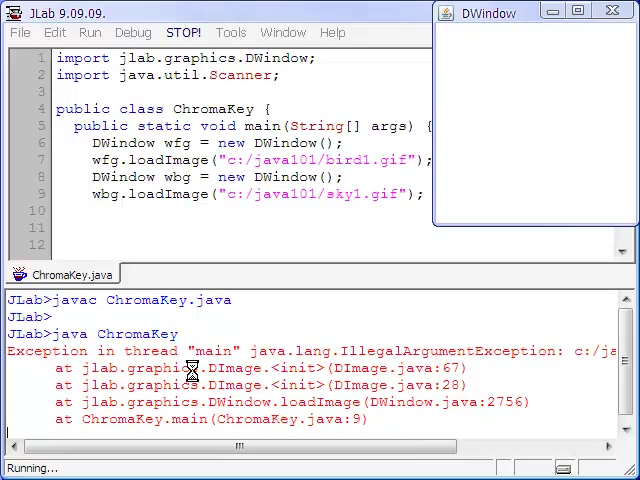 JLab 9.09.09.
DWindow
File Edit Run Debug STOP! Tools Window Help
1 import jlab.graphics.DWindow;
2 import java.util.Scanner;
3
4 public class ChromaKey {
5 public static void main(String[] args) {
6 DWindow wfg = new DWindow();
7 wfg.loadImage("c:/java101/bird1.gif");
8 DWindow wbg = new DWindow();
9 wbg.loadImage("c:/java101/sky1.gif");
10
11
12
ChromaKey.java
JLab>javac ChromaKey.java
JLab>
JLab>java ChromaKey
Exception in thread "main" java.lang.IllegalArgumentException: c:/ja
at jlab.graphics.DImage.<init>(DImage.java:67)
at jlab.graphics.DImage.<init>(DImage.java:28)
at jlab.graphics.DWindow.loadImage(DWindow.java:2756)
at ChromaKey.main(ChromaKey.java:9)
Running...